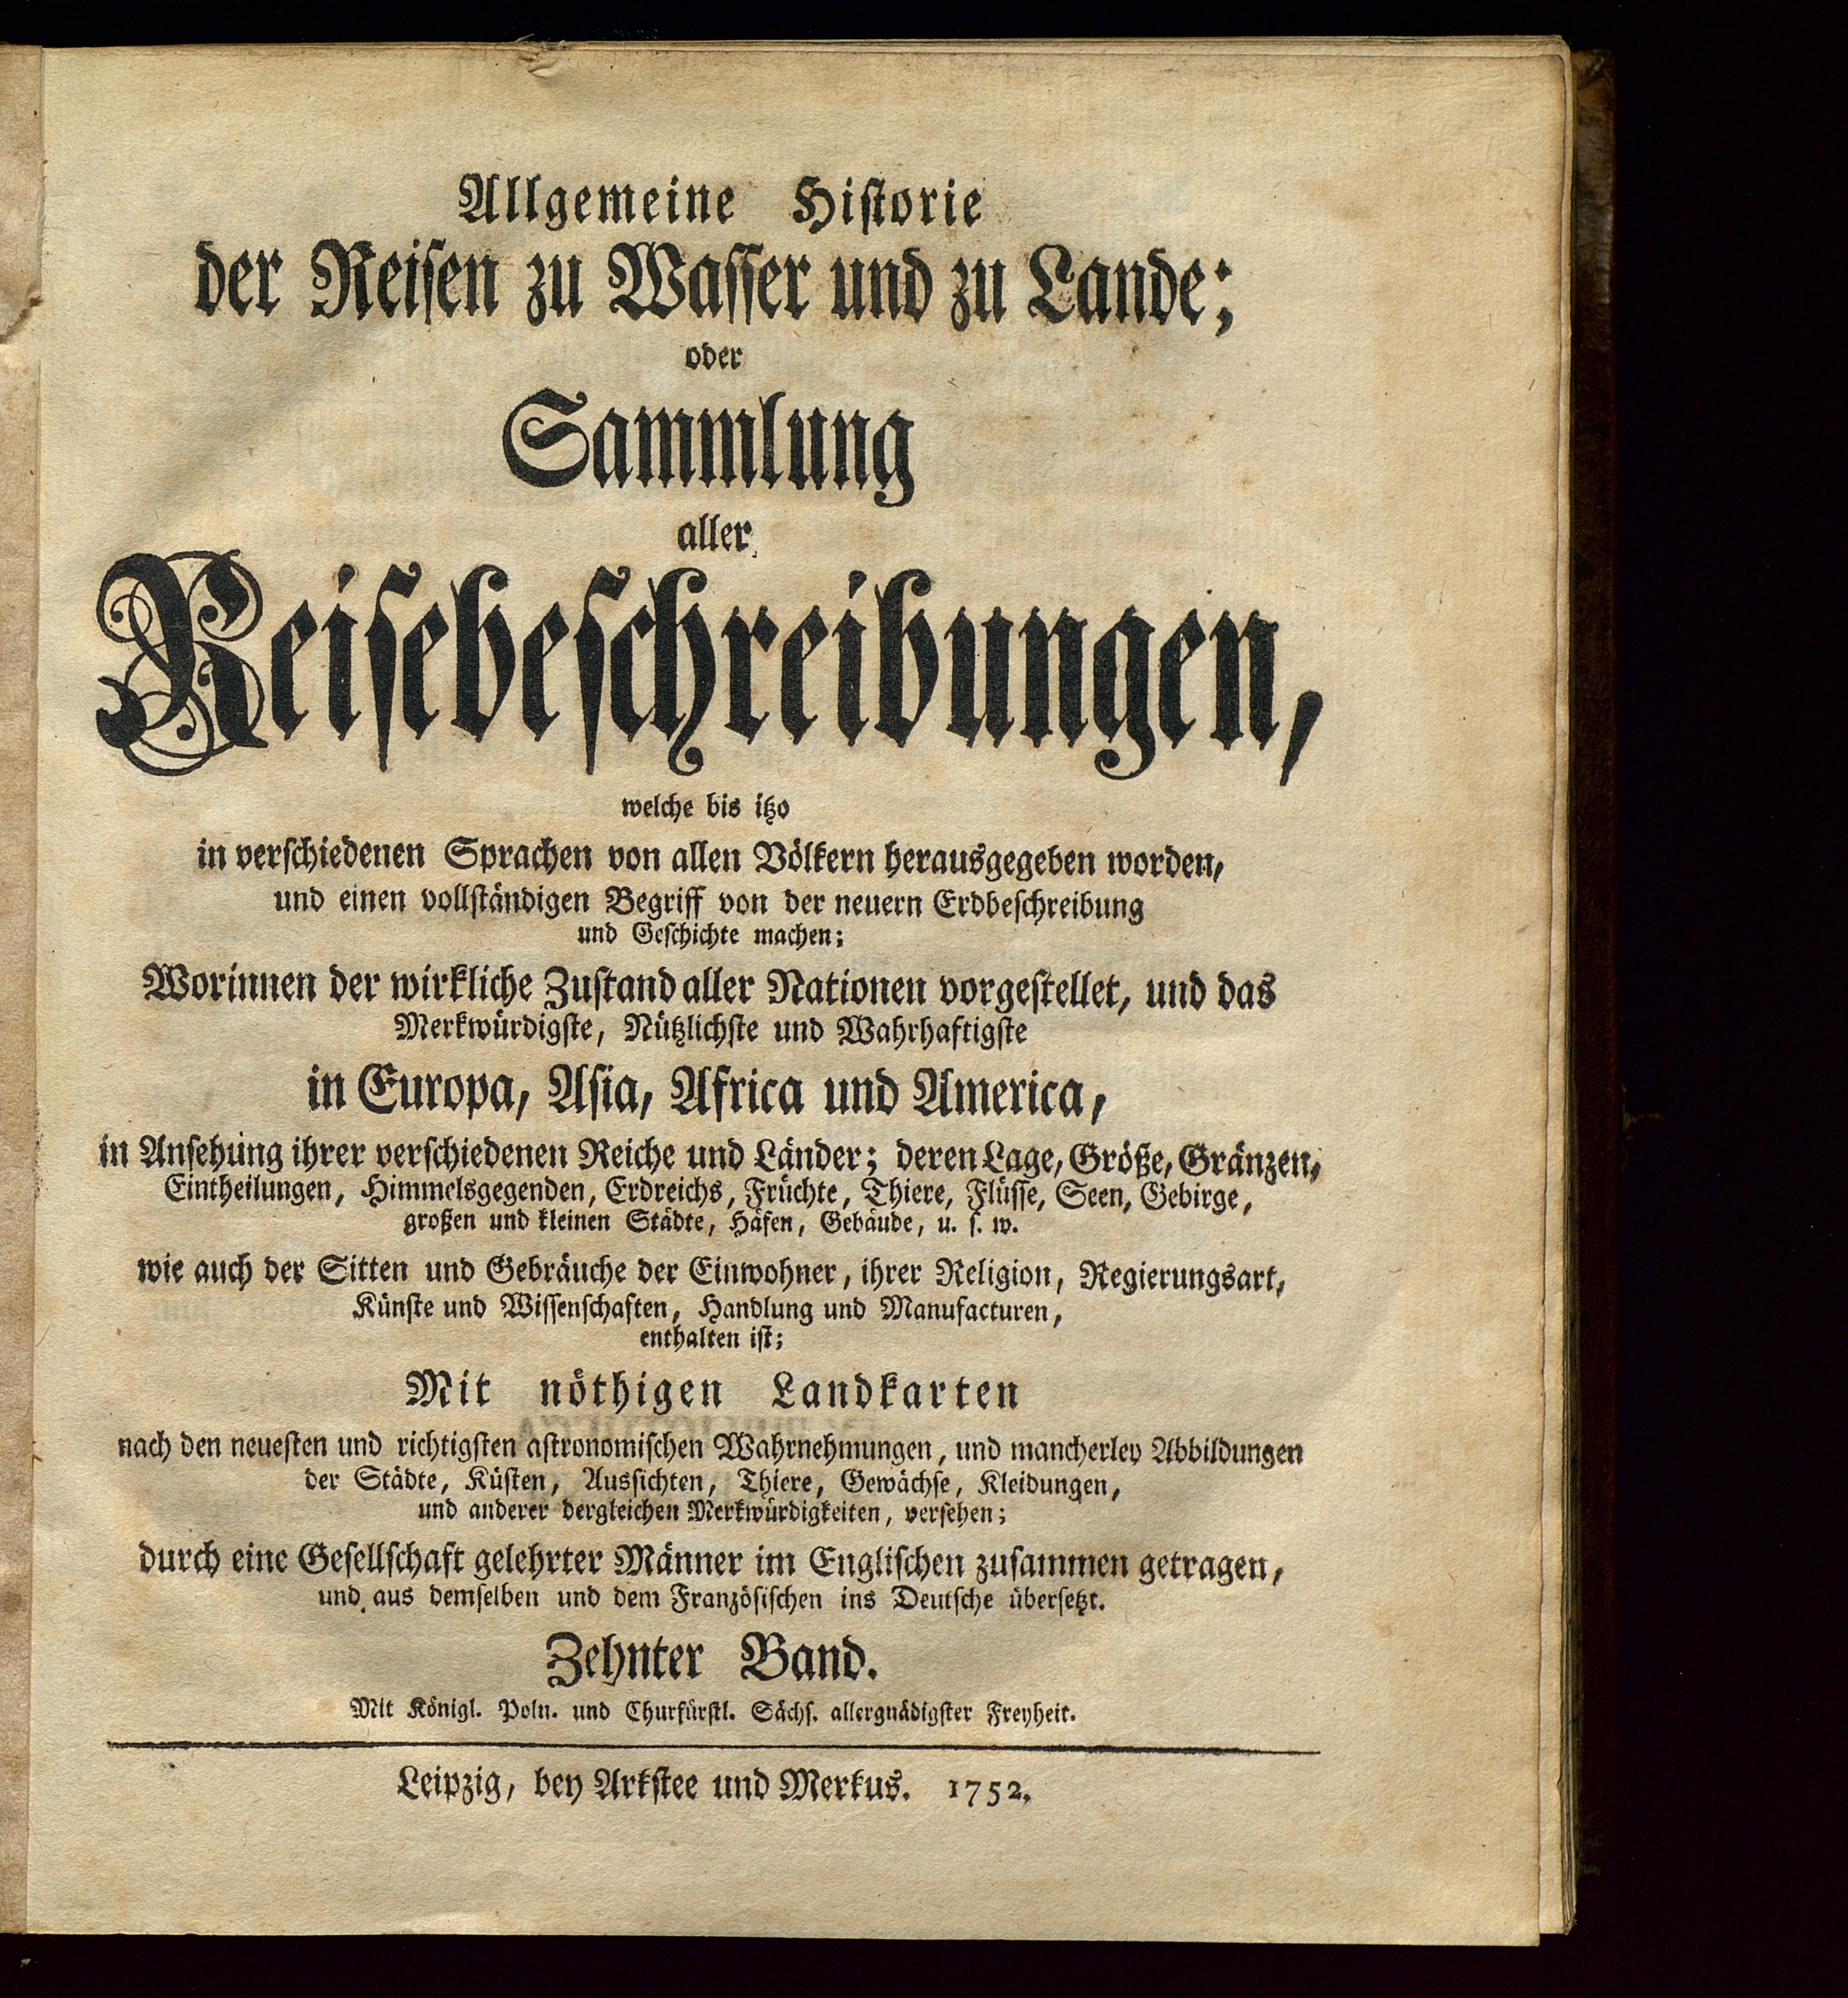 Allgemeine Historie
der Reisen zu Wasser und zu Lande;
oder
Sammlung
aller
Reisebeschreibungen,
welche bis itzo
in verschiedenen Sprachen von allen Völkern herausgegeben worden,
und einen vollständigen Begriff von der neuern Erdbeschreibung
und Geschichte machen;
Worinnen der wirkliche Zustand aller Nationen vorgestellet, und das
Merkwürdigste, Nützlichste und Wahrhaftigste
in Europa, Asia, Africa und America,
in Ansehung ihrer verschiedenen Reiche und Länder; deren Lage, Größe, Gränzen,
Eintheilungen, Himmelsgegenden, Erdreichs, Früchte, Thiere, Flüsse, Seen, Gebirge,
großen und kleinen Städte, Häfen, Gebäude, u. s. w.
wie auch der Sitten und Gebräuche der Einwohner, ihrer Religion, Regierungsart,
Künste und Wissenschaften, Handlung und Manufacturen,
enthalten ist;
Mit nöthigen Landkarten
nach den neuesten und richtigsten astronomischen Wahrnehmungen, und mancherley Abbildungen
der Städte, Küsten, Aussichten, Thiere, Gewächse, Kleidungen,
und anderer dergleichen Merkwürdigkeiten, versehen;
durch eine Gesellschaft gelehrter Männer im Englischen zusammen getragen,
und aus demselben und dem Französischen ins Deutsche übersetzt.
Zehnter Band.
Mit Königl. Poln. und Churfürstl. Sächs. allergnädigster Freyheit.
Leipzig, bey Arkstee und Merkus. 1752.